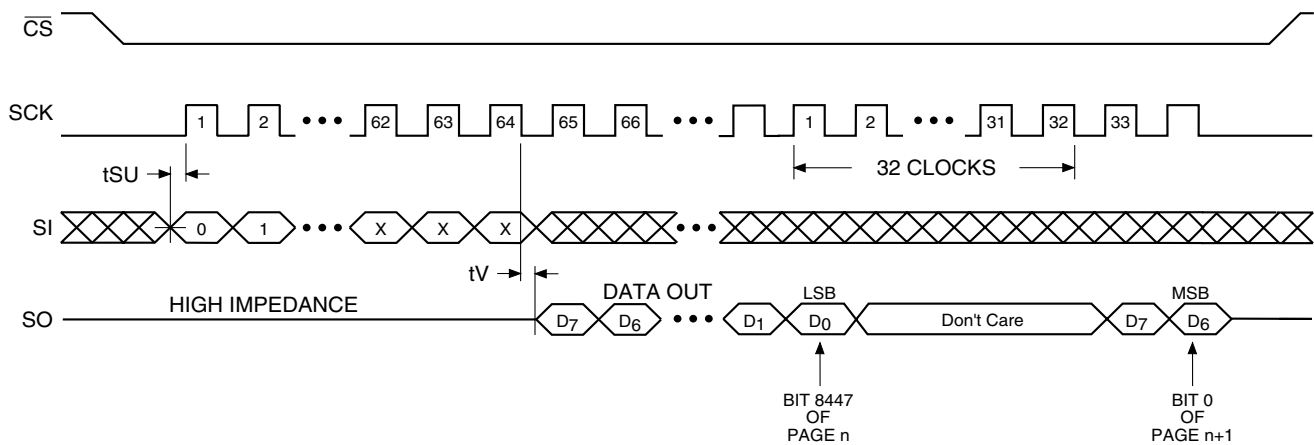 CS
SCK
1 2 ••• 62 63 64 65 66 ••• 1 2 ••• 31 32 33
tSU
32 CLOCKS
SI
0 1 ••• X X X •••
tV
HIGH IMPEDANCE
DATA OUT
LSB
MSB
SO
D7 D6 ••• D1 D0 Don't Care D7 D6
BIT 8447
OF
PAGE n
BIT 0
OF
PAGE n+1